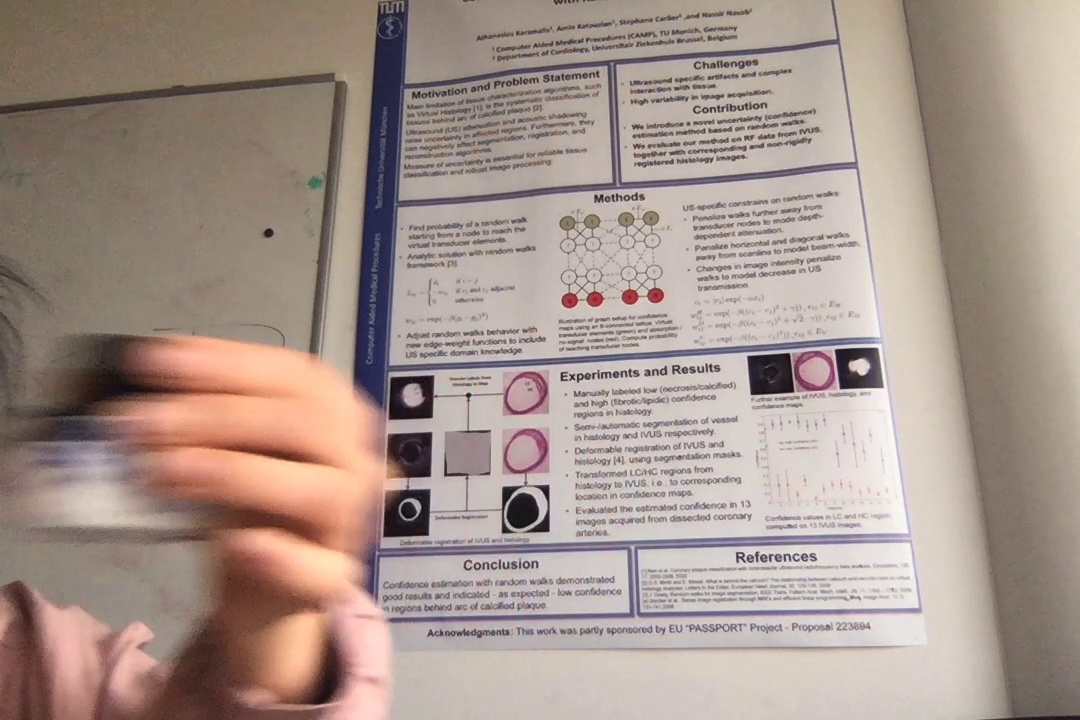 TUM
Athanasios Karamalis¹, Amin Katouzian¹, Stephane Carlier² ,and Nassir Navab¹
¹ Computer Aided Medical Procedures (CAMP), TU Munich, Germany
² Department of Cardiology, Universitair Ziekenhuis Brussel, Belgium
Technische Universität München
Computer Aided Medical Procedures
Motivation and Problem Statement
Main limitation of tissue characterization algorithms, such
as Virtual Histology [1], is the systematic classification of
tissues behind arc of calcified plaque [2].
Ultrasound (US) attenuation and acoustic shadowing
raise uncertainty in affected regions. Furthermore, they
can negatively affect segmentation, registration, and
reconstruction algorithms.
Measure of uncertainty is essential for reliable tissue
classification and robust image processing.
Challenges
• Ultrasound specific artifacts and complex
interaction with tissue.
• High variability in image acquisition.
Contribution
• We introduce a novel uncertainty (confidence)
estimation method based on random walks.
• We evaluate our method on RF data from IVUS,
together with corresponding and non-rigidly
registered histology images.
Methods
• Find probability of a random walk
starting from a node to reach the
virtual transducer elements.
• Analytic solution with random walks
framework [3]
if i = j
if vi and vj adjacent
otherwise
• Adjust random walks behavior with
new edge-weight functions to include
US specific domain knowledge
Illustration of graph setup for confidence
maps using an 8-connected lattice. Virtual
transducer elements (green) and absorption /
no-signal nodes (red). Compute probability
of reaching transducer nodes.
US-specific constrains on random walks:
• Penalize walks further away from
transducer nodes to mode depth-
dependent attenuation.
• Penalize horizontal and diagonal walks
away from scanline to model beam-width.
• Changes in image intensity penalize
walks to model decrease in US
transmission
Experiments and Results
Transfer Labels from
Histology to Map
Deformable Registration
Deformable registration of IVUS and histology
• Manually labeled low (necrosis/calcified)
and high (fibrotic/lipidic) confidence
regions in histology.
• Semi-/automatic segmentation of vessel
in histology and IVUS respectively.
• Deformable registration of IVUS and
histology [4], using segmentation masks.
• Transformed LC/HC regions from
histology to IVUS, i.e., to corresponding
location in confidence maps.
• Evaluated the estimated confidence in 13
images acquired from dissected coronary
arteries.
Further example of IVUS, histology, and
confidence maps.
Confidence values in LC and HC region
computed on 13 IVUS images.
Conclusion
Confidence estimation with random walks demonstrated
good results and indicated - as expected - low confidence
in regions behind arc of calcified plaque.
References
Acknowledgments: This work was partly sponsored by EU "PASSPORT" Project - Proposal 223894